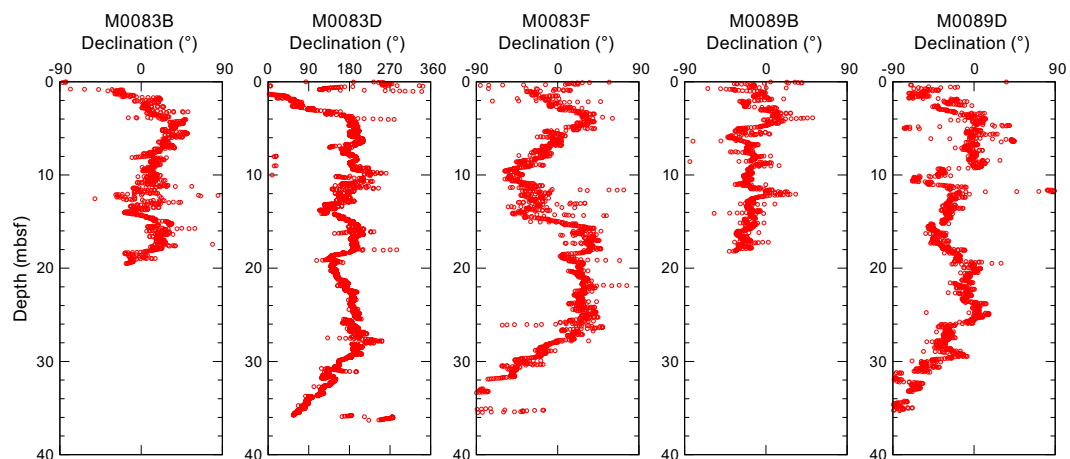 M0083B M0083D M0083F M0089B M0089D
Declination (°) Declination (°) Declination (°) Declination (°) Declination (°)
-90 0 90 0 90 180 270 360 -90 0 90 -90 0 90 -90 0 90
0 0 0 0 0
10 10 10 10 10
Depth (mbsf)
20 20 20 20 20
30 30 30 30 30
40 40 40 40 40